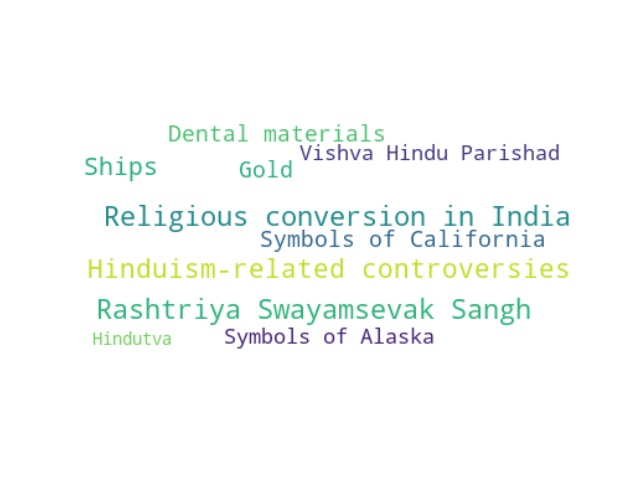 Dental materials
Vishva Hindu Parishad
Ships
Gold
Religious conversion in India
Symbols of California
Hinduism-related controversies
Rashtriya Swayamsevak Sangh
Hindutva
Symbols of Alaska